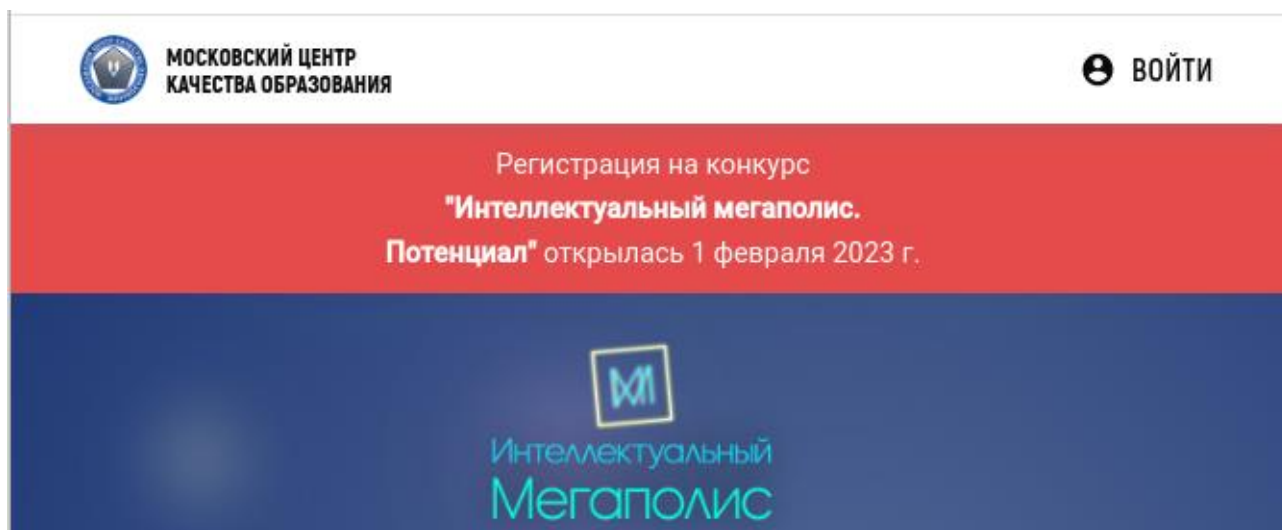 МОСКОВСКИЙ ЦЕНТР
КАЧЕСТВА ОБРАЗОВАНИЯ
ВОЙТИ
Регистрация на конкурс
"Интеллектуальный мегаполис.
Потенциал" открылась 1 февраля 2023 г.
Интеллектуальный
Мегаполис